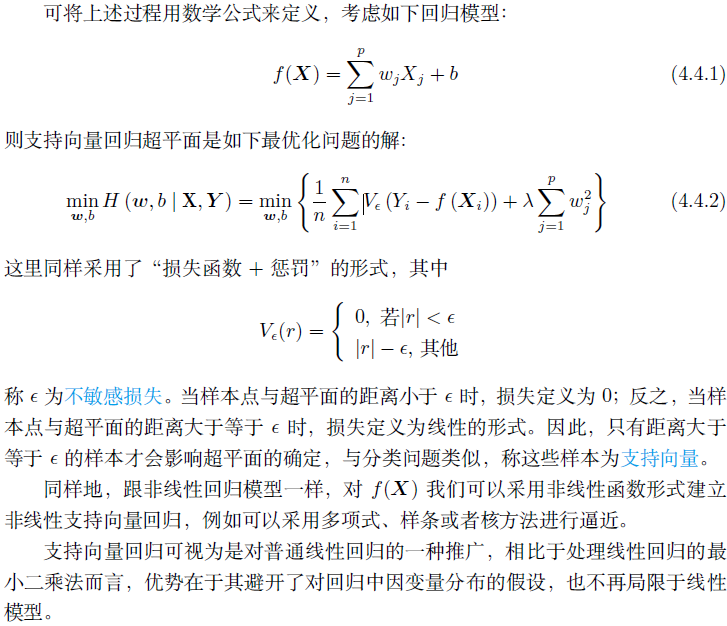 可将上述过程用数学公式来定义，考虑如下回归模型：
f(X) = \sum_{j=1}^{p} w_j X_j + b (4.4.1)
则支持向量回归超平面是如下最优化问题的解：
\min_{w,b} H (w, b | X, Y) = \min_{w,b} \left\{ \frac{1}{n} \sum_{i=1}^{n} V_ϵ (Y_i − f (X_i)) + λ \sum_{j=1}^{p} w_j^2 \right\} (4.4.2)
这里同样采用了“损失函数 + 惩罚”的形式，其中
V_ϵ(r) = { 0, 若|r| < ϵ
|r| − ϵ, 其他
称 ϵ 为不敏感损失。当样本点与超平面的距离小于 ϵ 时，损失定义为 0；反之，当样
本点与超平面的距离大于等于 ϵ 时，损失定义为线性的形式。因此，只有距离大于
等于 ϵ 的样本才会影响超平面的确定，与分类问题类似，称这些样本为支持向量。
同样地，跟非线性回归模型一样，对 f(X) 我们可以采用非线性函数形式建立
非线性支持向量回归，例如可以采用多项式、样条或者核方法进行逼近。
支持向量回归可视为是对普通线性回归的一种推广，相比于处理线性回归的最
小二乘法而言，优势在于其避开了对回归中因变量分布的假设，也不再局限于线性
模型。